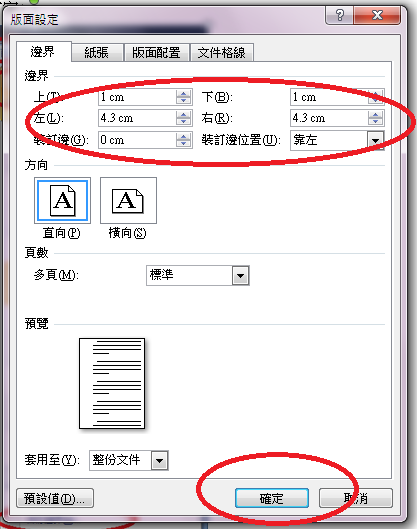 版面設定
邊界 紙張 版面配置 文件格線
邊界
上(T): 1 cm 下(B): 1 cm
左(L): 4.3 cm 右(R): 4.3 cm
裝訂邊(G): 0 cm 裝訂邊位置(U): 靠左
方向
A A
直向(P) 橫向(S)
頁數
多頁(M): 標準
預覽
套用至(Y): 整份文件
預設值(D)... 確定 取消